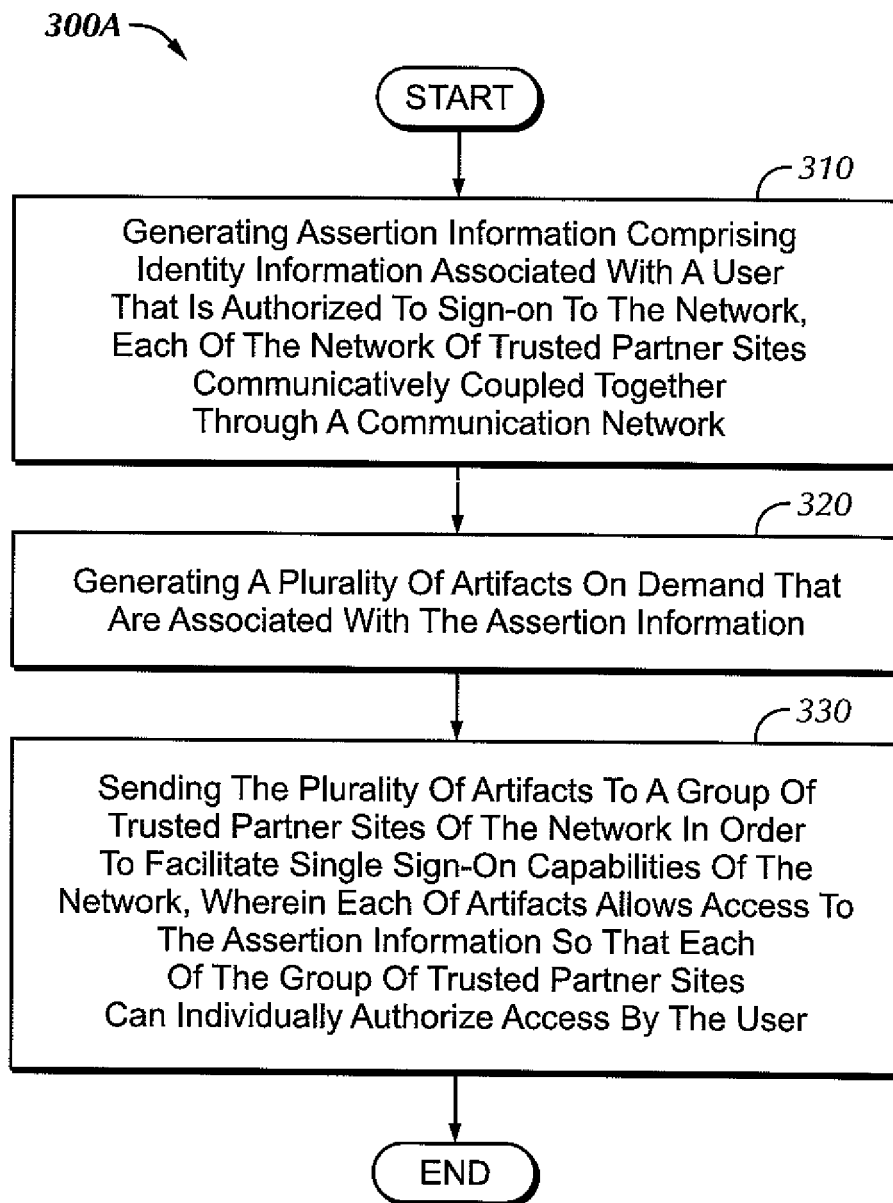 300A
START
310
Generating Assertion Information Comprising
Identity Information Associated With A User
That Is Authorized To Sign-on To The Network,
Each Of The Network Of Trusted Partner Sites
Communicatively Coupled Together
Through A Communication Network
320
Generating A Plurality Of Artifacts On Demand That
Are Associated With The Assertion Information
330
Sending The Plurality Of Artifacts To A Group Of
Trusted Partner Sites Of The Network In Order
To Facilitate Single Sign-On Capabilities Of The
Network, Wherein Each Of Artifacts Allows Access To
The Assertion Information So That Each
Of The Group Of Trusted Partner Sites
Can Individually Authorize Access By The User
END